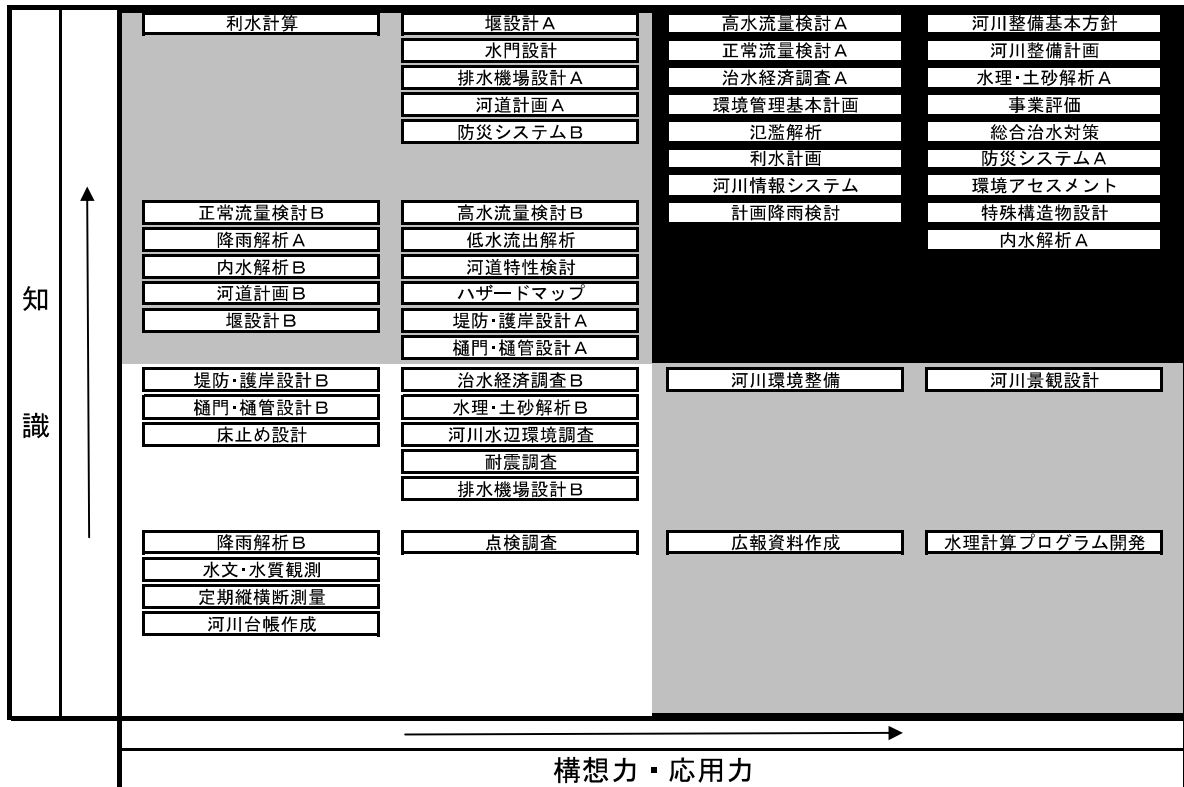 利水計算
堰設計A
水門設計
排水機場設計A
河道計画A
防災システムB
高水流量検討A
正常流量検討A
治水経済調査A
環境管理基本計画
氾濫解析
利水計画
河川情報システム
計画降雨検討
河川整備基本方針
河川整備計画
水理・土砂解析A
事業評価
総合治水対策
防災システムA
環境アセスメント
特殊構造物設計
内水解析A
正常流量検討B
降雨解析A
内水解析B
河道計画B
堰設計B
高水流量検討B
低水流出解析
河道特性検討
ハザードマップ
堤防・護岸設計A
樋門・樋管設計A
知識
堤防・護岸設計B
樋門・樋管設計B
床止め設計
治水経済調査B
水理・土砂解析B
河川水辺環境調査
耐震調査
排水機場設計B
河川環境整備
河川景観設計
降雨解析B
水文・水質観測
定期縦横断測量
河川台帳作成
点検調査
広報資料作成
水理計算プログラム開発
構想力・応用力